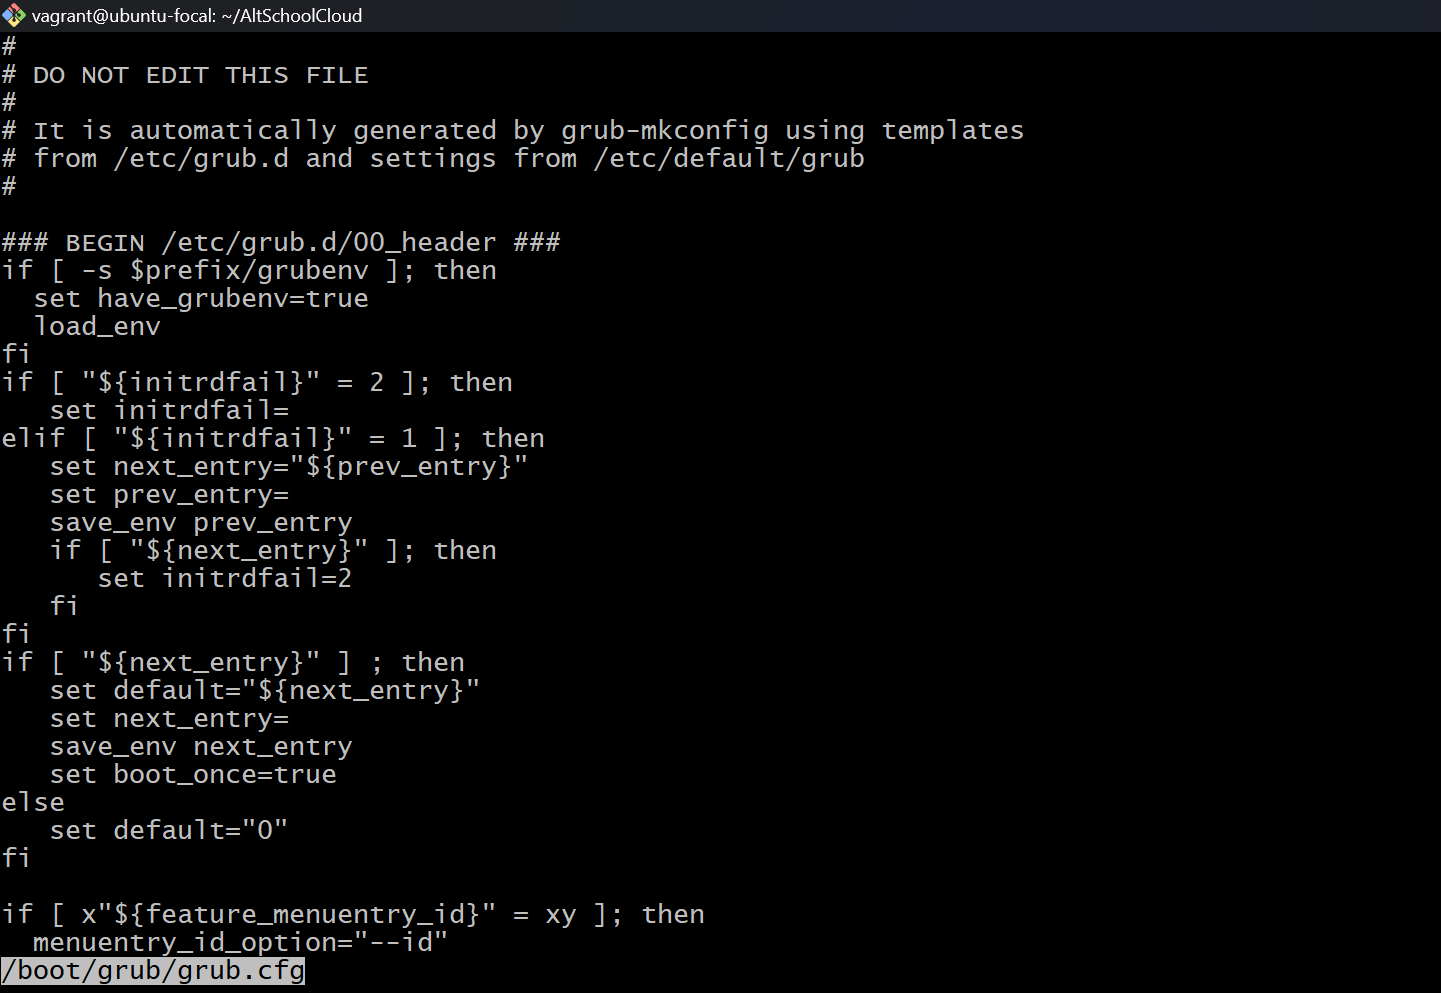 vagrant@ubuntu-focal: ~/AltSchoolCloud
#
# DO NOT EDIT THIS FILE
#
# It is automatically generated by grub-mkconfig using templates
# from /etc/grub.d and settings from /etc/default/grub
#

### BEGIN /etc/grub.d/00_header ###
if [ -s $prefix/grubenv ]; then
  set have_grubenv=true
  load_env
fi
if [ "${initrdfail}" = 2 ]; then
   set initrdfail=
elif [ "${initrdfail}" = 1 ]; then
   set next_entry="${prev_entry}"
   set prev_entry=
   save_env prev_entry
   if [ "${next_entry}" ]; then
      set initrdfail=2
   fi
fi
if [ "${next_entry}" ] ; then
   set default="${next_entry}"
   set next_entry=
   save_env next_entry
   set boot_once=true
else
   set default="0"
fi

if [ x"${feature_menuentry_id}" = xy ]; then
  menuentry_id_option="--id"
/boot/grub/grub.cfg